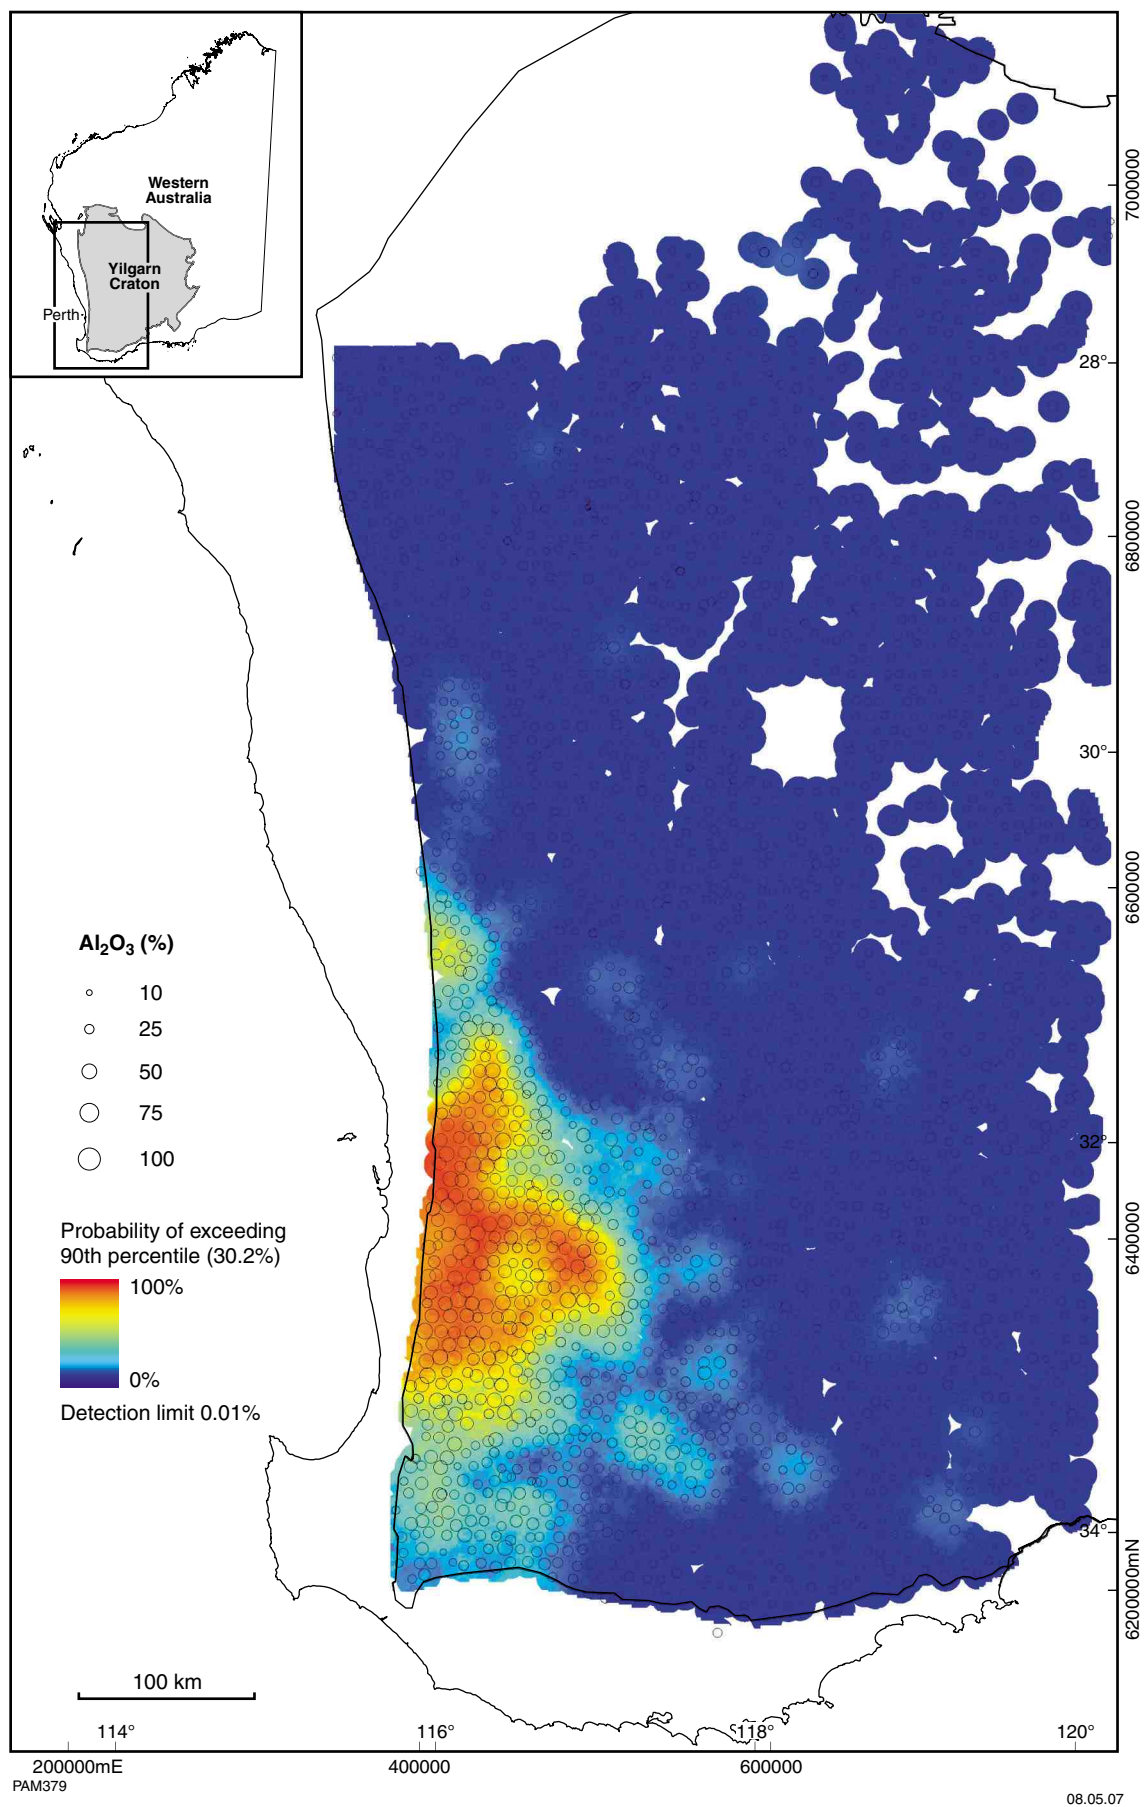 Western
Australia
Yilgarn
Craton
Perth
7000000
28°
6800000
30°
6600000
Al₂O₃ (%)
10
25
50
75
100
32°
Probability of exceeding
90th percentile (30.2%)
100%
0%
Detection limit 0.01%
6400000
34°
6200000mN
100 km
114°
116°
118°
120°
200000mE
400000
600000
PAM379
08.05.07